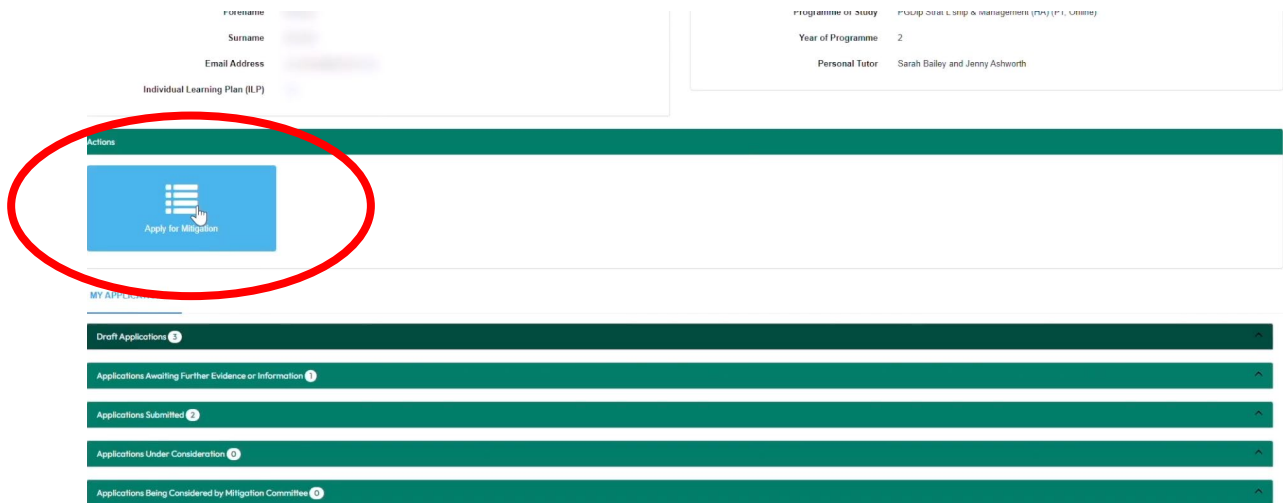 Forename
Surname
Email Address
Individual Learning Plan (ILP)
Programme of Study PGDip Strat L'ship & Management (HA) (PT, Online)
Year of Programme 2
Personal Tutor Sarah Bailey and Jenny Ashworth
Actions
Apply for Mitigation
MY
Draft Applications 3
Applications Awaiting Further Evidence or Information 1
Applications Submitted 2
Applications Under Consideration 0
Applications Being Considered by Mitigation Committee 0